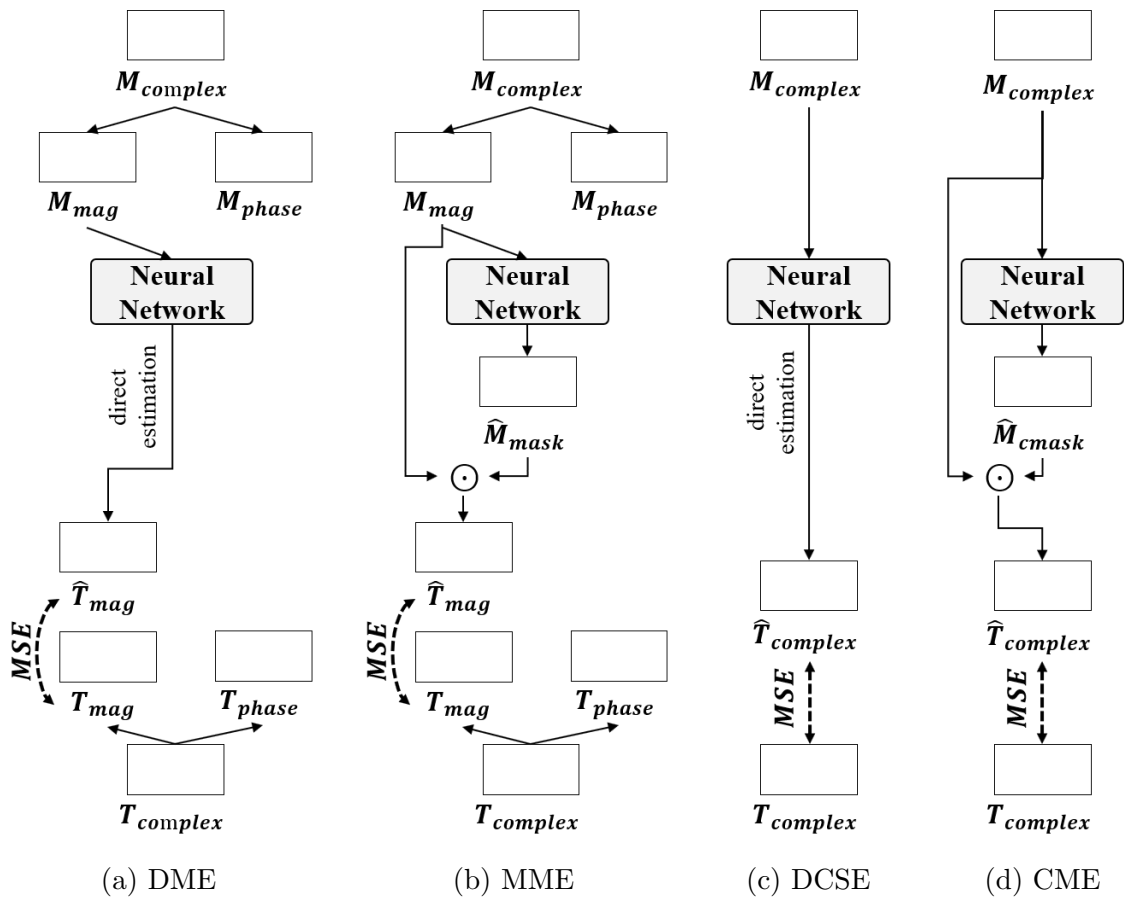 M_complex
M_mag M_phase
Neural
Network
direct
estimation
T̂_mag
MSE
T_mag T_phase
T_complex
(a) DME
M_complex
M_mag M_phase
Neural
Network
M̂_mask
⊙
T̂_mag
MSE
T_mag T_phase
T_complex
(b) MME
M_complex
Neural
Network
direct
estimation
T̂_complex
MSE
T_complex
(c) DCSE
M_complex
Neural
Network
M̂_cmask
⊙
T̂_complex
MSE
T_complex
(d) CME